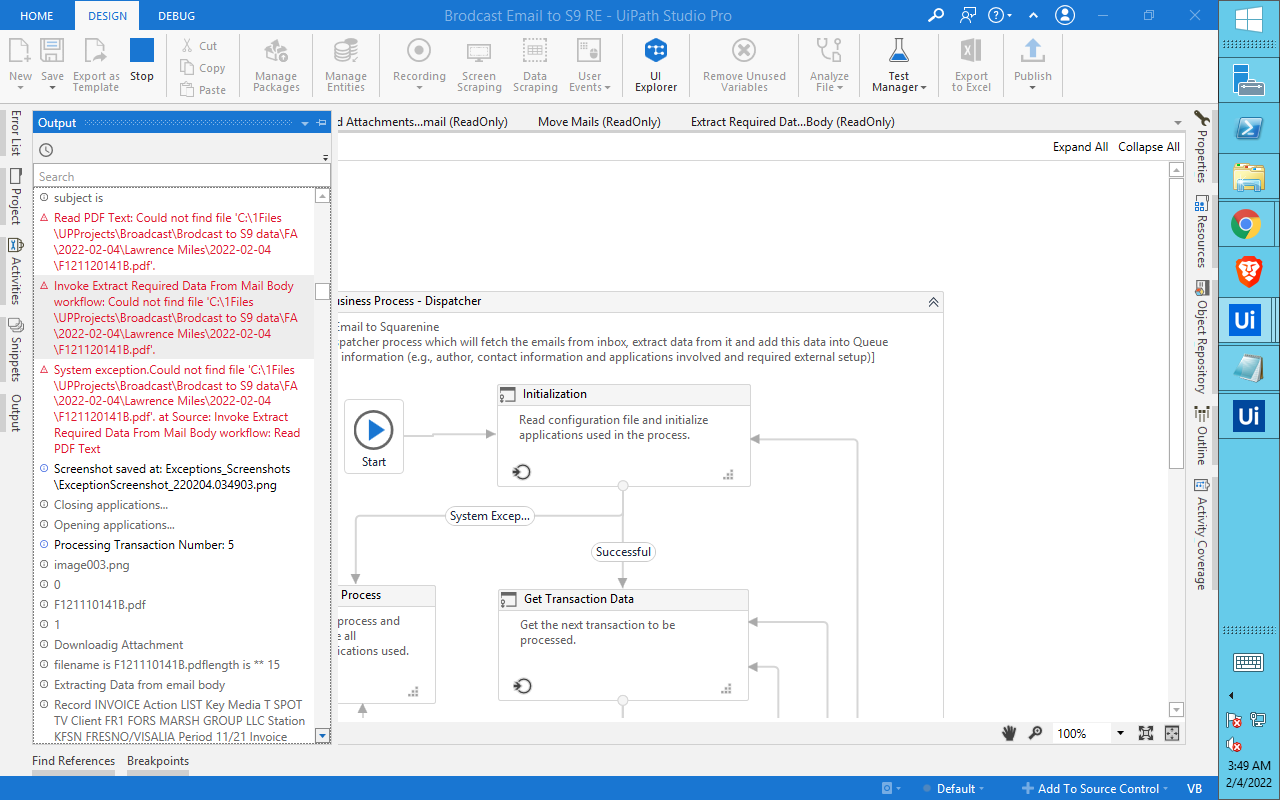 HOME DESIGN DEBUG Brodcast Email to S9 RE - UiPath Studio Pro
New Save Export as Template Stop
Cut
Copy
Paste
Manage Packages
Manage Entities
Recording
Screen Scraping
Data Scraping
User Events
UI Explorer
Remove Unused Variables
Analyze File
Test Manager
Export to Excel
Publish
Error List
Project
Activities
Snippets
Output
Output
Search
subject is
Read PDF Text: Could not find file 'C:\1Files
\UPProjects\Broadcast\Brodcast to S9 data\FA
\2022-02-04\Lawrence Miles\2022-02-04
\F121120141B.pdf'.
Invoke Extract Required Data From Mail Body
workflow: Could not find file 'C:\1Files
\UPProjects\Broadcast\Brodcast to S9 data\FA
\2022-02-04\Lawrence Miles\2022-02-04
\F121120141B.pdf'.
System exception.Could not find file 'C:\1Files
\UPProjects\Broadcast\Brodcast to S9 data\FA
\2022-02-04\Lawrence Miles\2022-02-04
\F121120141B.pdf'. at Source: Invoke Extract
Required Data From Mail Body workflow: Read
PDF Text
Screenshot saved at: Exceptions_Screenshots
\ExceptionScreenshot_220204.034903.png
Closing applications...
Opening applications...
Processing Transaction Number: 5
image003.png
0
F121110141B.pdf
1
Downloadig Attachment
filename is F121110141B.pdflength is ** 15
Extracting Data from email body
Record INVOICE Action LIST Key Media T SPOT
TV Client FR1 FORS MARSH GROUP LLC Station
KFSN FRESNO/VISALIA Period 11/21 Invoice
Find References Breakpoints
d Attachments...mail (ReadOnly) Move Mails (ReadOnly) Extract Required Dat...Body (ReadOnly)
Expand All Collapse All
usiness Process - Dispatcher
Email to Squarenine
spatcher process which will fetch the emails from inbox, extract data from it and add this data into Queue
information (e.g., author, contact information and applications involved and required external setup)]
Start
Initialization
Read configuration file and initialize
applications used in the process.
System Excep...
Successful
Process
process and
e all
ications used.
Get Transaction Data
Get the next transaction to be
processed.
100%
Properties
Resources
Object Repository
Outline
Activity Coverage
Default Add To Source Control VB
Ui
Ui
3:49 AM
2/4/2022